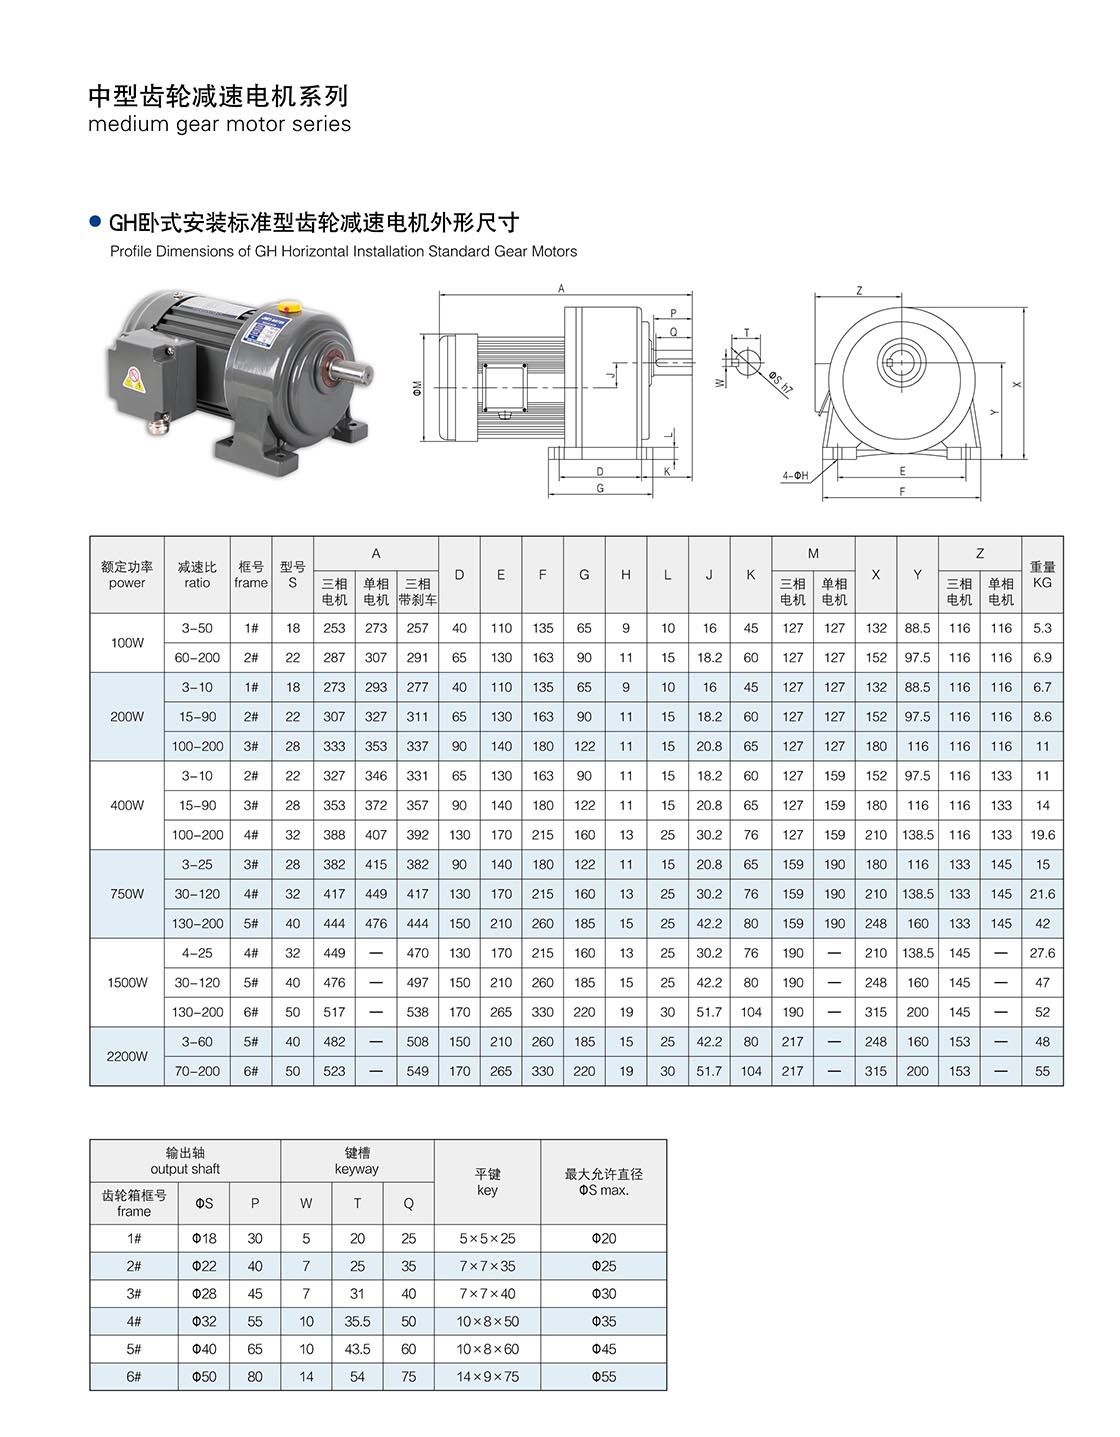 中型齿轮减速电机系列
medium gear motor series
GH卧式安装标准型齿轮减速电机外形尺寸
Profile Dimensions of GH Horizontal Installation Standard Gear Motors
A
P
Q
ΦM
J
L
D
K
G
T
W
ΦS h7
Z
X
Y
4-ΦH
E
F
额定功率 power 减速比 ratio 框号 frame 型号 S A D E F G H L J K M X Y Z 重量 KG
三相电机 单相电机 三相带刹车 三相电机 单相电机 三相电机 单相电机
100W 3-50 1# 18 253 273 257 40 110 135 65 9 10 16 45 127 127 132 88.5 116 116 5.3
60-200 2# 22 287 307 291 65 130 163 90 11 15 18.2 60 127 127 152 97.5 116 116 6.9
200W 3-10 1# 18 273 293 277 40 110 135 65 9 10 16 45 127 127 132 88.5 116 116 6.7
15-90 2# 22 307 327 311 65 130 163 90 11 15 18.2 60 127 127 152 97.5 116 116 8.6
100-200 3# 28 333 353 337 90 140 180 122 11 15 20.8 65 127 127 180 116 116 116 11
400W 3-10 2# 22 327 346 331 65 130 163 90 11 15 18.2 60 127 159 152 97.5 116 133 11
15-90 3# 28 353 372 357 90 140 180 122 11 15 20.8 65 127 159 180 116 116 133 14
100-200 4# 32 388 407 392 130 170 215 160 13 25 30.2 76 127 159 210 138.5 116 133 19.6
750W 3-25 3# 28 382 415 382 90 140 180 122 11 15 20.8 65 159 190 180 116 133 145 15
30-120 4# 32 417 449 417 130 170 215 160 13 25 30.2 76 159 190 210 138.5 133 145 21.6
130-200 5# 40 444 476 444 150 210 260 185 15 25 42.2 80 159 190 248 160 133 145 42
1500W 4-25 4# 32 449 — 470 130 170 215 160 13 25 30.2 76 190 — 210 138.5 145 — 27.6
30-120 5# 40 476 — 497 150 210 260 185 15 25 42.2 80 190 — 248 160 145 — 47
130-200 6# 50 517 — 538 170 265 330 220 19 30 51.7 104 190 — 315 200 145 — 52
2200W 3-60 5# 40 482 — 508 150 210 260 185 15 25 42.2 80 217 — 248 160 153 — 48
70-200 6# 50 523 — 549 170 265 330 220 19 30 51.7 104 217 — 315 200 153 — 55
输出轴 output shaft 键槽 keyway 平键 key 最大允许直径 ΦS max.
齿轮箱框号 frame ΦS P W T Q
1# Φ18 30 5 20 25 5×5×25 Φ20
2# Φ22 40 7 25 35 7×7×35 Φ25
3# Φ28 45 7 31 40 7×7×40 Φ30
4# Φ32 55 10 35.5 50 10×8×50 Φ35
5# Φ40 65 10 43.5 60 10×8×60 Φ45
6# Φ50 80 14 54 75 14×9×75 Φ55